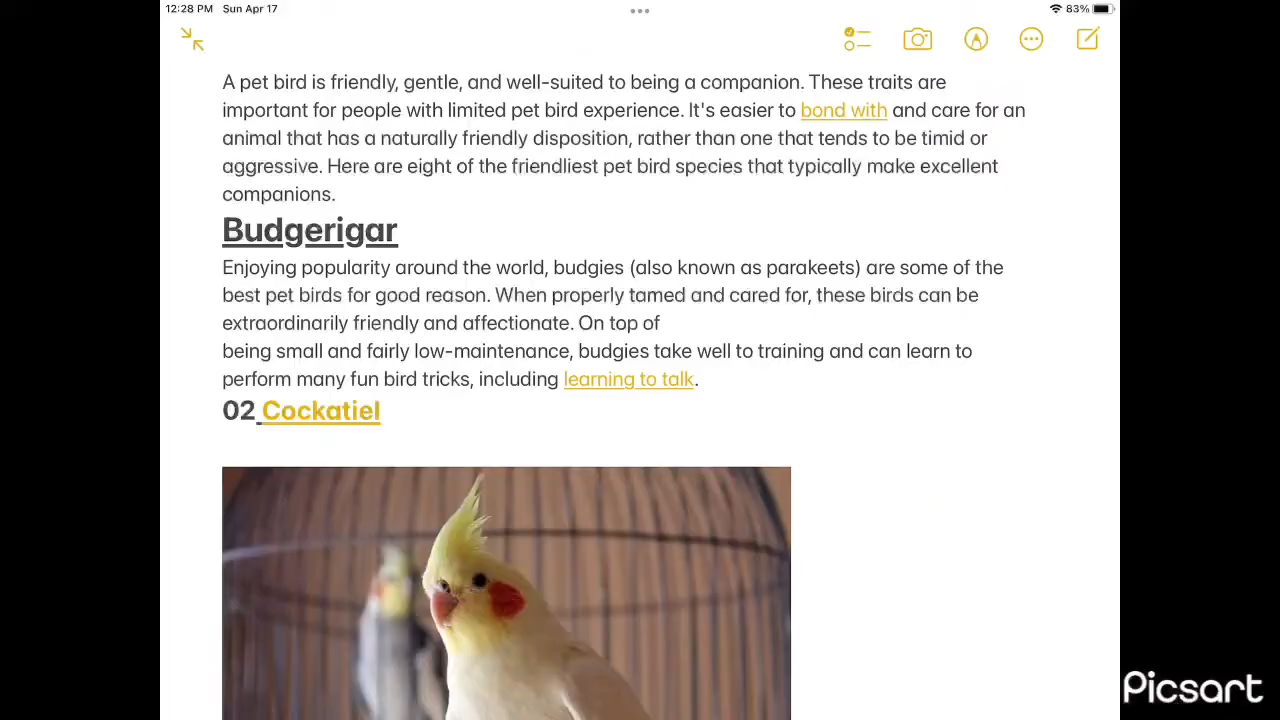 12:28 PM Sun Apr 17
83%
A pet bird is friendly, gentle, and well-suited to being a companion. These traits are
important for people with limited pet bird experience. It's easier to bond with and care for an
animal that has a naturally friendly disposition, rather than one that tends to be timid or
aggressive. Here are eight of the friendliest pet bird species that typically make excellent
companions.
Budgerigar
Enjoying popularity around the world, budgies (also known as parakeets) are some of the
best pet birds for good reason. When properly tamed and cared for, these birds can be
extraordinarily friendly and affectionate. On top of
being small and fairly low-maintenance, budgies take well to training and can learn to
perform many fun bird tricks, including learning to talk.
02 Cockatiel
Picsart